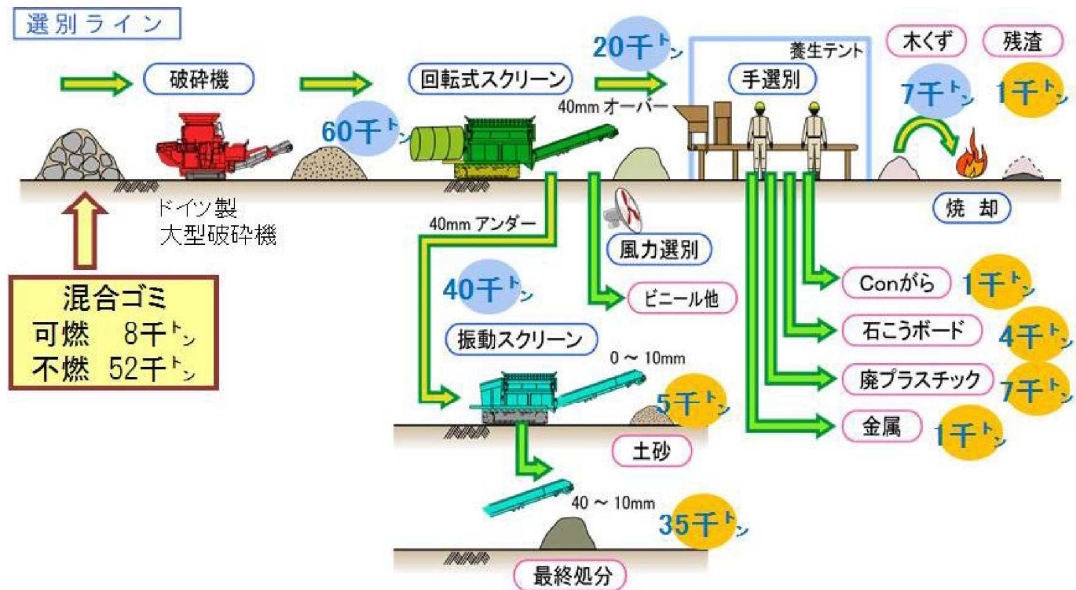 選別ライン
破砕機
60千トン
回転式スクリーン
40mm オーバー
20千トン
養生テント
手選別
木くず
7千トン
残渣
1千トン
焼却
ドイツ製
大型破砕機
混合ゴミ
可燃 8千トン
不燃 52千トン
40mm アンダー
40千トン
風力選別
ビニール他
振動スクリーン
0～10mm
5千トン
土砂
40～10mm
35千トン
最終処分
Conがら
1千トン
石こうボード
4千トン
廃プラスチック
7千トン
金属
1千トン